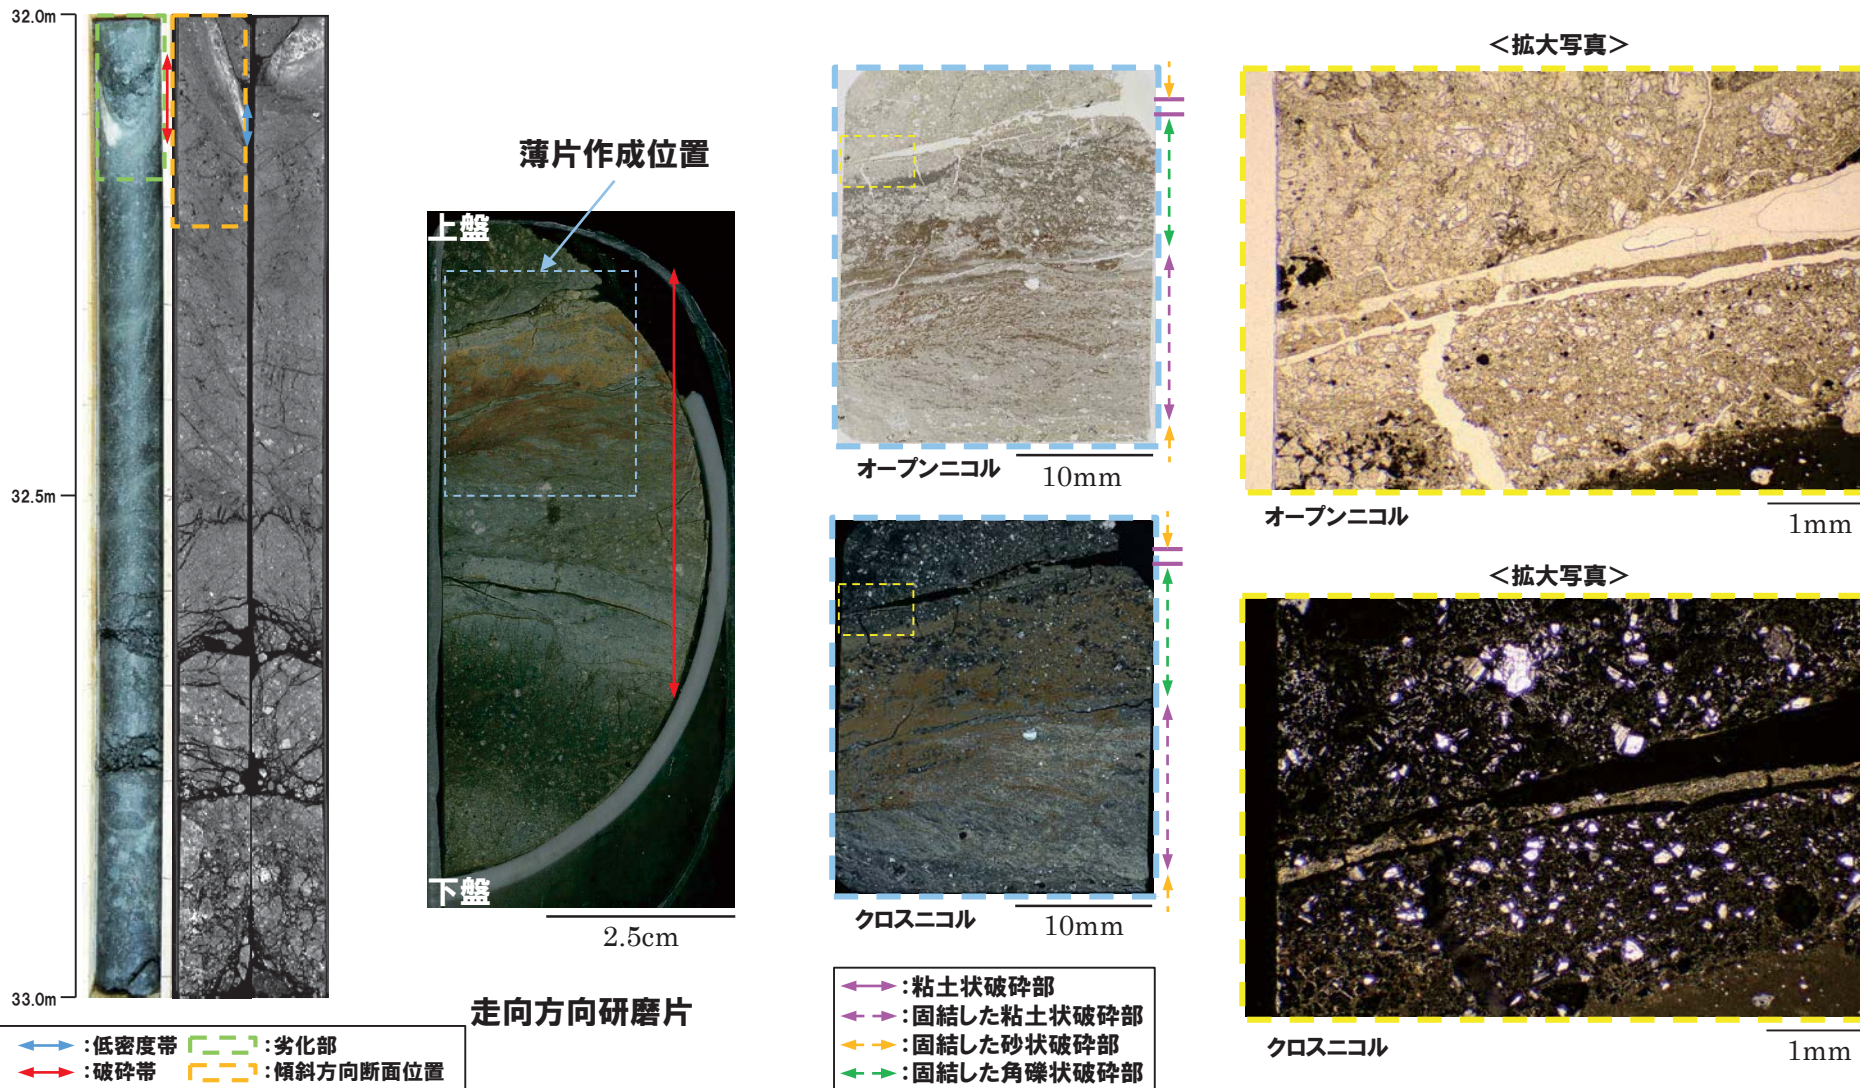 32.0m
32.5m
33.0m
:低密度帯
:劣化部
:破砕帯
:傾斜方向断面位置
薄片作成位置
上盤
下盤
2.5cm
走向方向研磨片
オープンニコル
10mm
クロスニコル
10mm
:粘土状破砕部
:固結した粘土状破砕部
:固結した砂状破砕部
:固結した角礫状破砕部
＜拡大写真＞
オープンニコル
1mm
＜拡大写真＞
クロスニコル
1mm